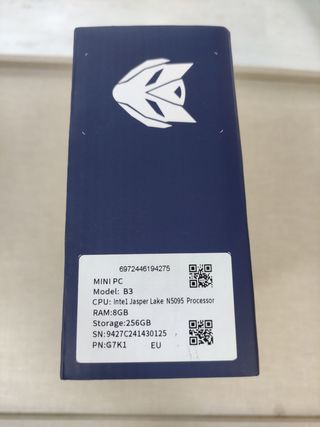 6972446194275
MINI PC
Model: B3
CPU: Intel Jasper Lake N5095 Processor
RAM:8GB
Storage:256GB
SN:9427C241430125
PN:G7K1 EU